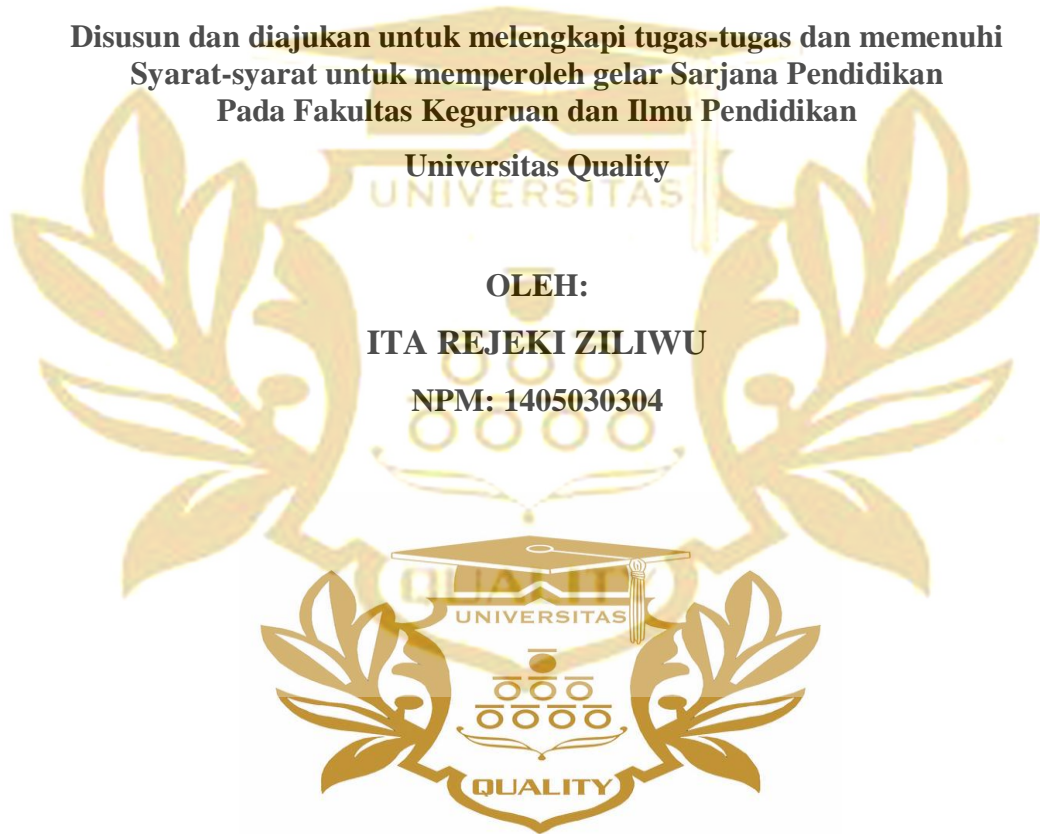 Disusun dan diajukan untuk melengkapi tugas-tugas dan memenuhi
Syarat-syarat untuk memperoleh gelar Sarjana Pendidikan
Pada Fakultas Keguruan dan Ilmu Pendidikan
Universitas Quality
UNIVERSITAS
OLEH:
ITA REJEKI ZILIWU
NPM: 1405030304
QUALITY
UNIVERSITAS
QUALITY